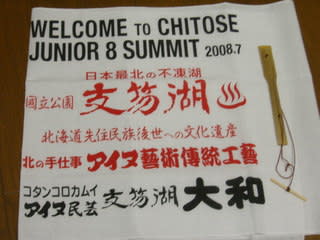 WELCOME TO CHITOSE
JUNIOR 8 SUMMIT 2008.7
日本最北の不凍湖
國立公園 支笏湖♨
北海道先住民族後世への文化遺産
北の手仕事 アイヌ藝術傳統工藝
コタンコロカムイ
アイヌ民芸 支笏湖 大和